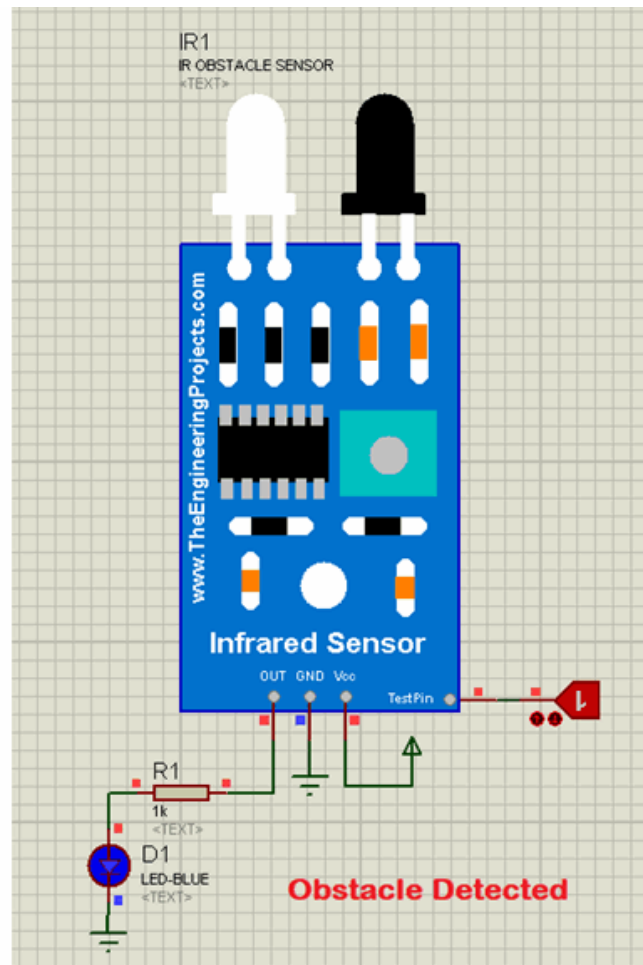 IR1
IR OBSTACLE SENSOR
<TEXT>
www.TheEngineeringProjects.com
Infrared Sensor
OUT GND Vcc
TestPin
1
R1
1k
<TEXT>
D1
LED-BLUE
<TEXT>
Obstacle Detected